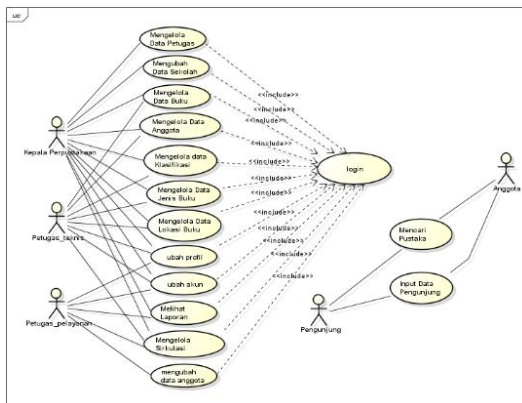 uc
Mengelola
Data Petugas
Mengubah
Data Sekolah
Mengelola
Data Buku
Mengelola Data
Anggota
Mengelola data
Klasifikasi
Mengelola Data
Jenis Buku
Mengelola Data
Lokasi Buku
ubah profil
ubah akun
Melihat
Laporan
Mengelola
Sirkulasi
mengubah
data anggota
Kepala Perpustakaan
Petugas_teknis
Petugas_pelayanan
<<include>>
<<include>>
<<include>>
<<include>>
<<include>>
<<include>>
<<include>>
<<include>>
<<include>>
<<include>>
<<include>>
<<include>>
login
Anggota
Mencari
Pustaka
Input Data
Pengunjung
Pengunjung